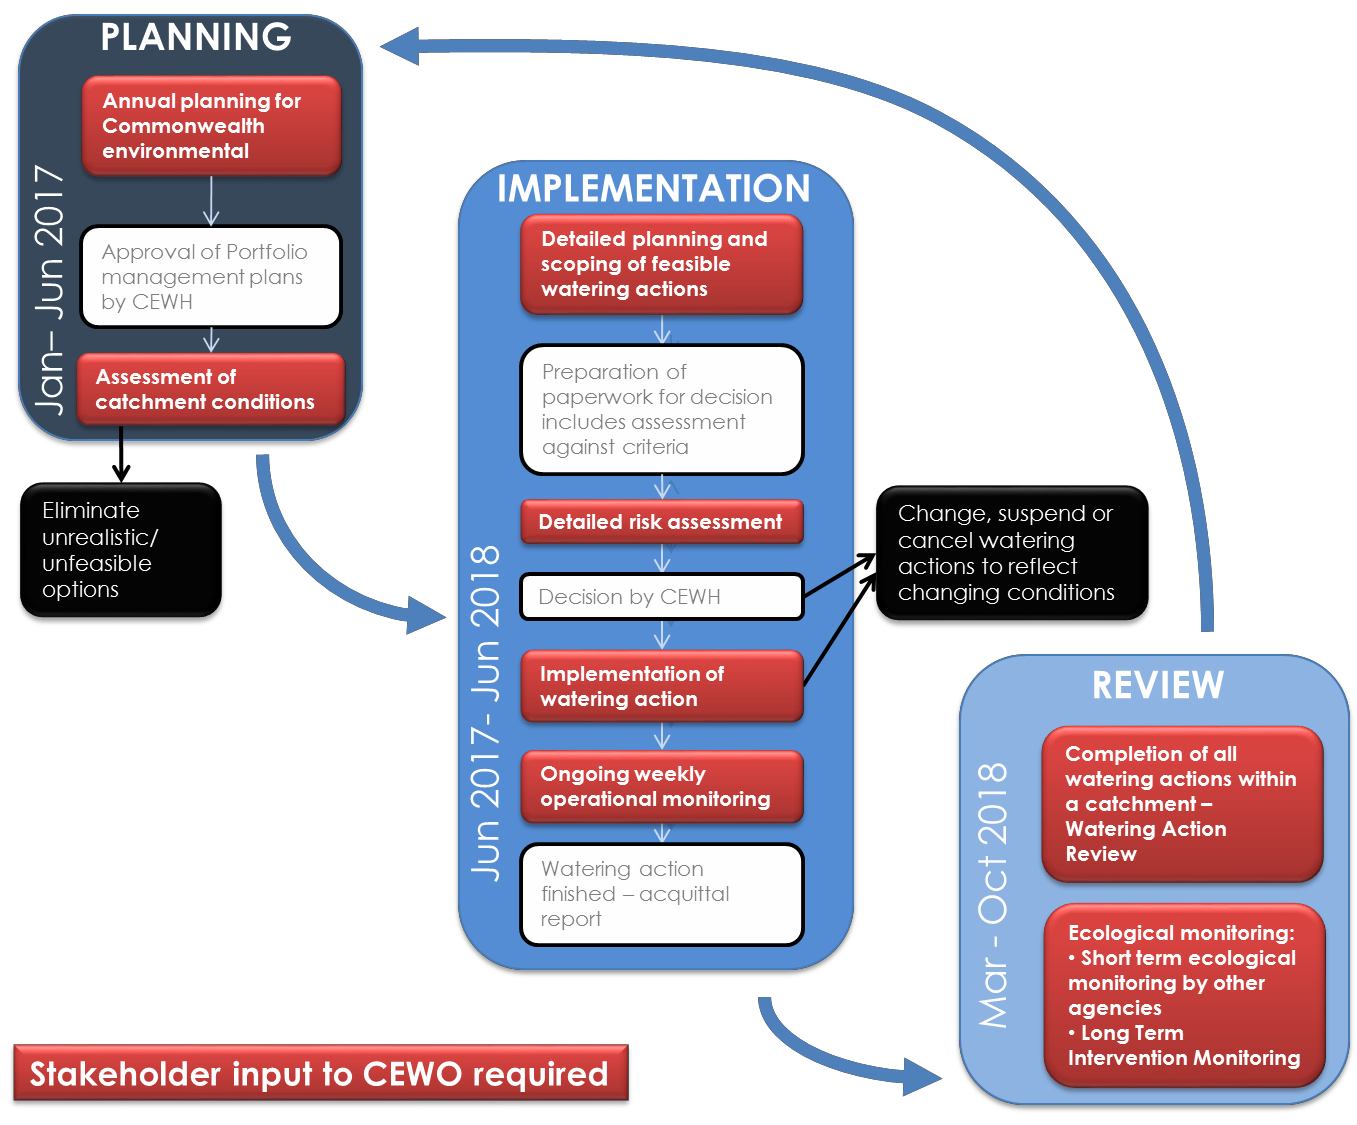 PLANNING
Annual planning for
Commonwealth
environmental
Approval of Portfolio
management plans
by CEWH
Assessment of
catchment conditions
Jan– Jun 2017
Eliminate
unrealistic/
unfeasible
options
IMPLEMENTATION
Detailed planning and
scoping of feasible
watering actions
Preparation of
paperwork for decision
includes assessment
against criteria
Detailed risk assessment
Decision by CEWH
Implementation of
watering action
Ongoing weekly
operational monitoring
Watering action
finished – acquittal
report
Jun 2017- Jun 2018
Change, suspend or
cancel watering
actions to reflect
changing conditions
REVIEW
Completion of all
watering actions within
a catchment –
Watering Action
Review
Ecological monitoring:
• Short term ecological
monitoring by other
agencies
• Long Term
Intervention Monitoring
Mar - Oct 2018
Stakeholder input to CEWO required